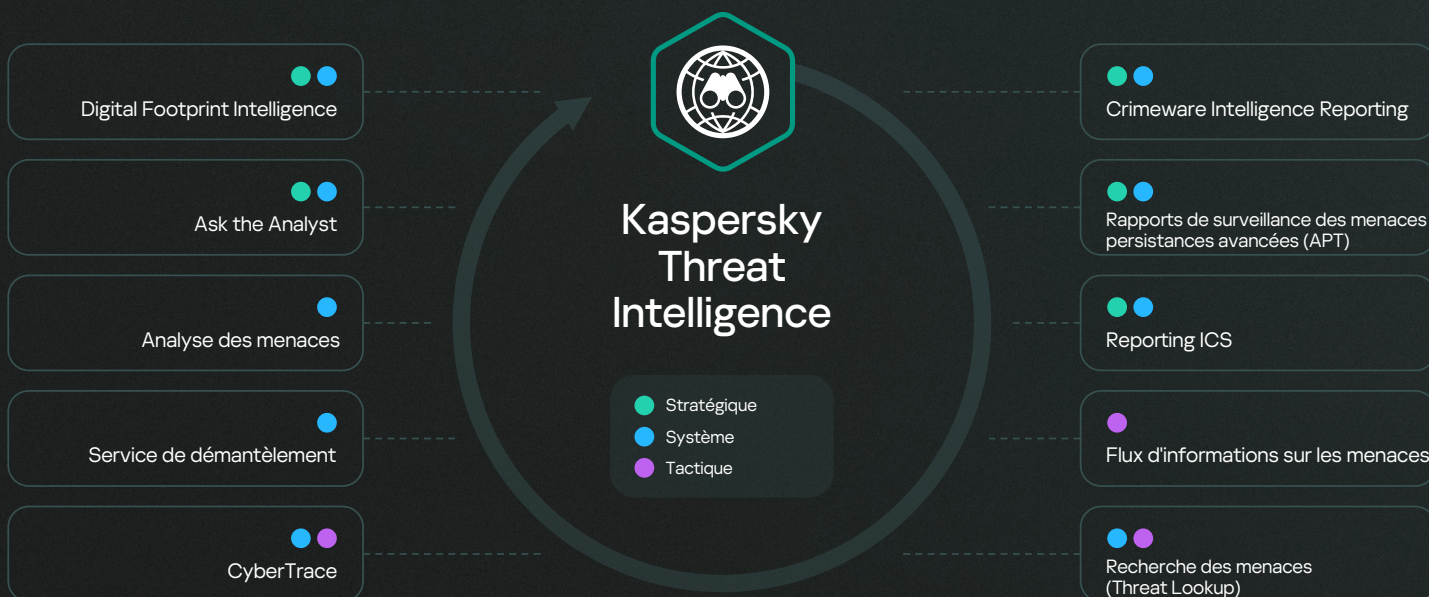 Digital Footprint Intelligence
Ask the Analyst
Analyse des menaces
Service de démantèlement
CyberTrace
Kaspersky
Threat
Intelligence
Stratégique
Système
Tactique
Crimeware Intelligence Reporting
Rapports de surveillance des menaces
persistances avancées (APT)
Reporting ICS
Flux d'informations sur les menaces
Recherche des menaces
(Threat Lookup)